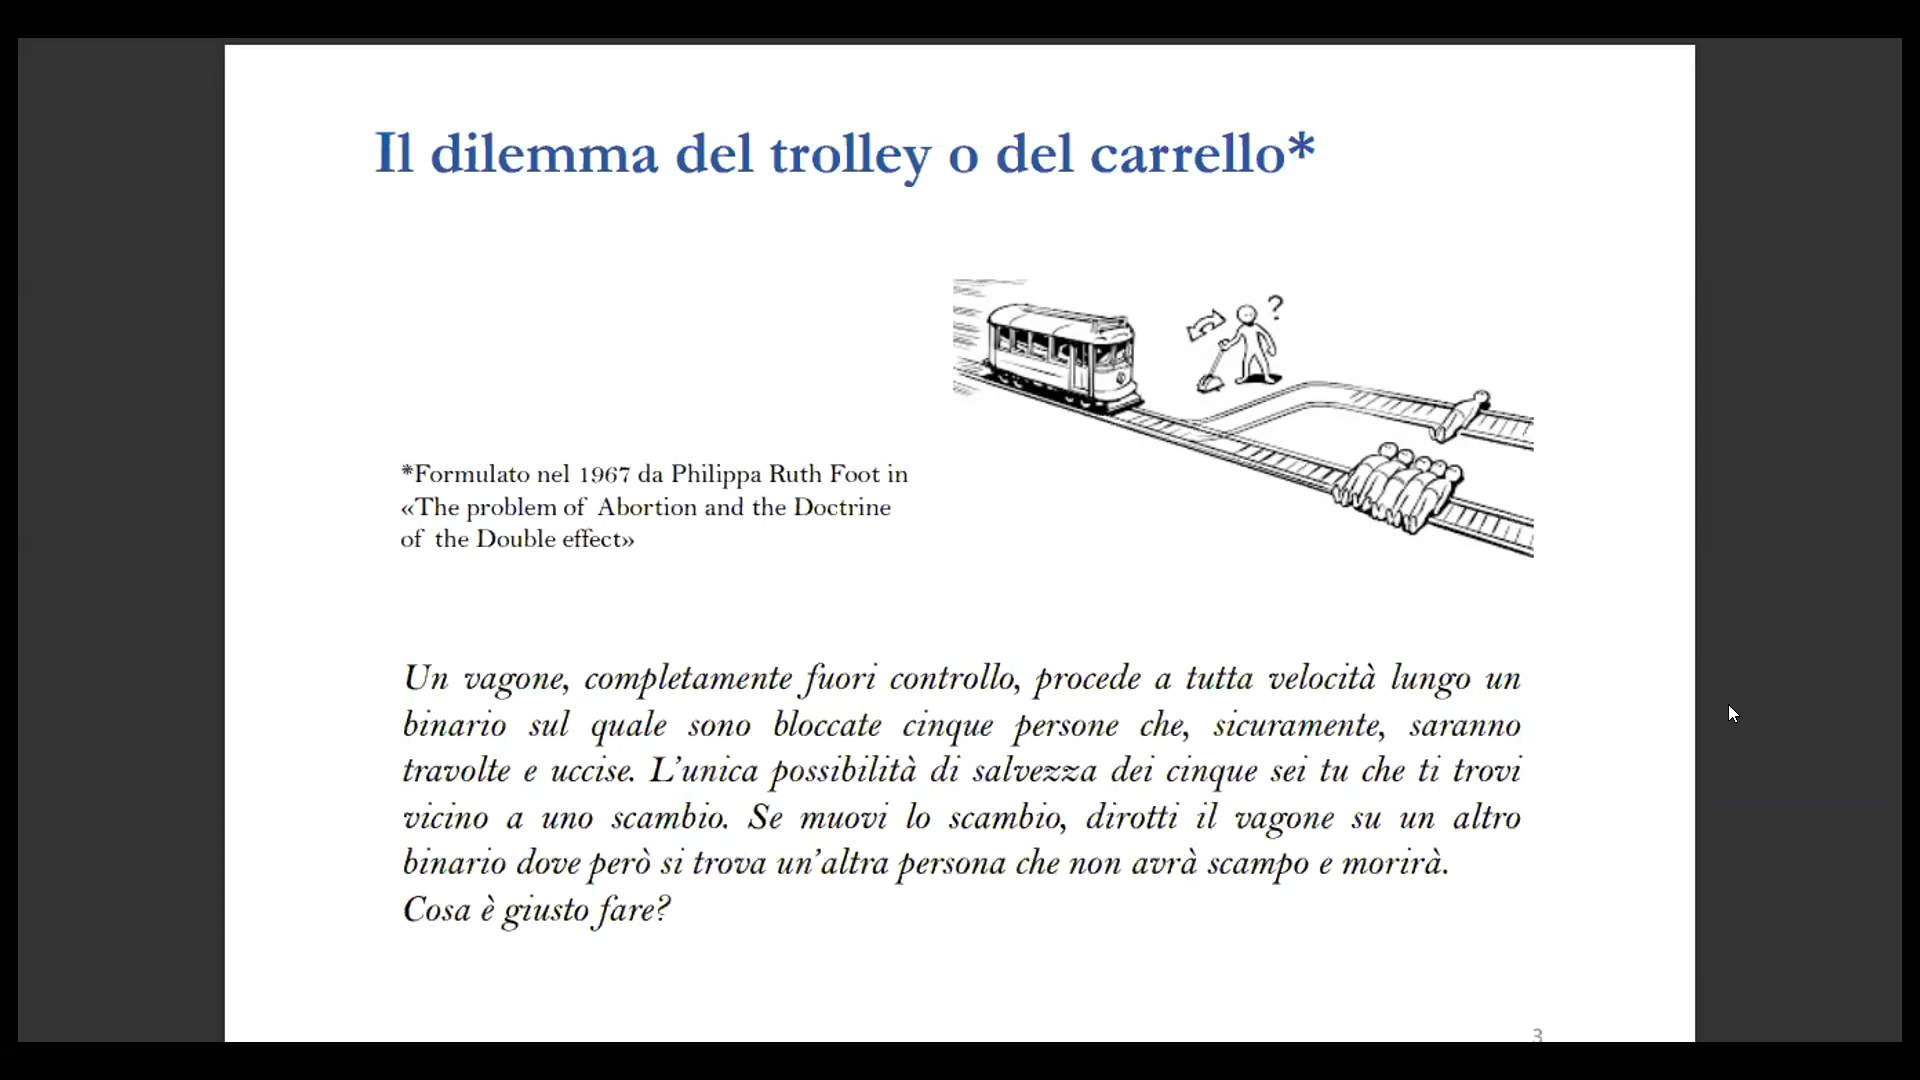 Il dilemma del trolley o del carrello*
?
*Formulato nel 1967 da Philippa Ruth Foot in
«The problem of Abortion and the Doctrine
of the Double effect»
Un vagone, completamente fuori controllo, procede a tutta velocità lungo un
binario sul quale sono bloccate cinque persone che, sicuramente, saranno
travolte e uccise. L’unica possibilità di salvezza dei cinque sei tu che ti trovi
vicino a uno scambio. Se muovi lo scambio, dirotti il vagone su un altro
binario dove però si trova un’altra persona che non avrà scampo e morirà.
Cosa è giusto fare?
3